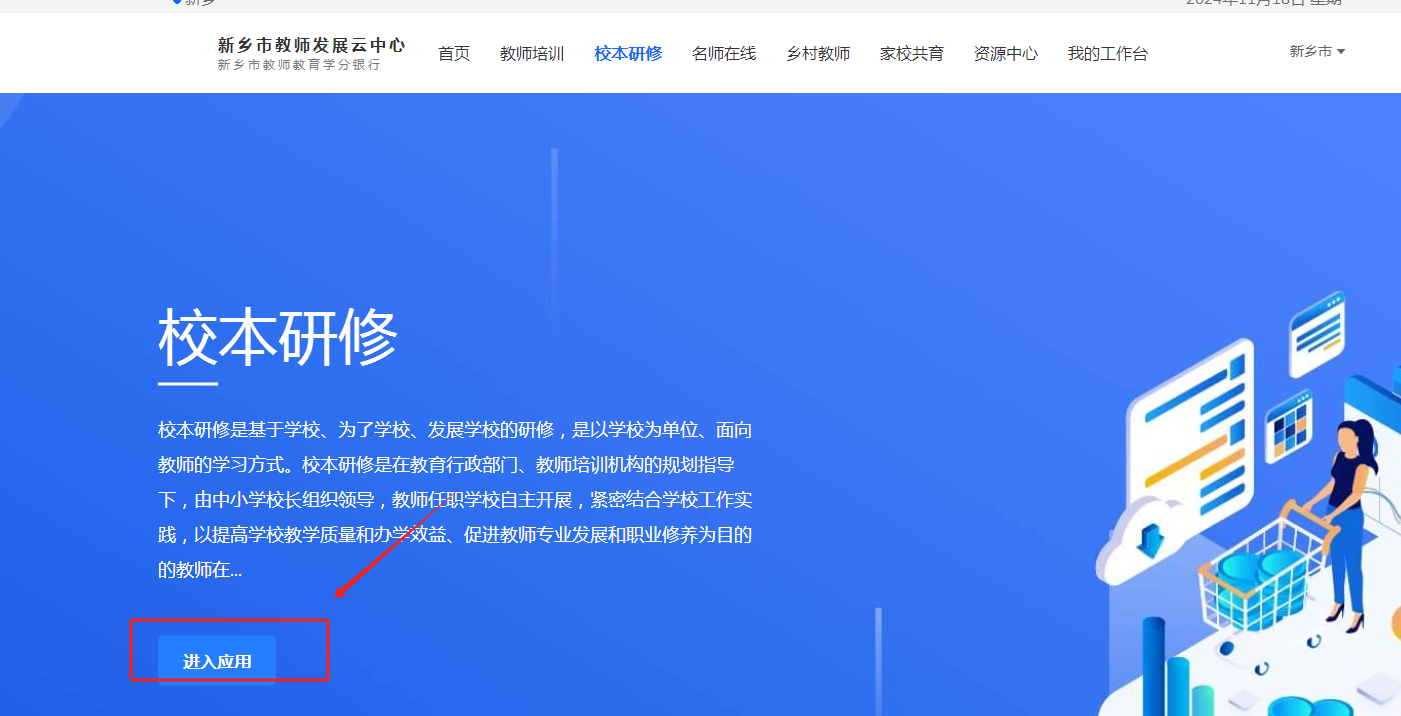 新乡
新乡市教师发展云中心
新乡市教师教育学分银行
首页 教师培训 校本研修 名师在线 乡村教师 家校共育 资源中心 我的工作台
新乡市
校本研修
校本研修是基于学校、为了学校、发展学校的研修，是以学校为单位、面向
教师的学习方式。校本研修是在教育行政部门、教师培训机构的规划指导
下，由中小学校长组织领导，教师任职学校自主开展，紧密结合学校工作实
践，以提高学校教学质量和办学效益、促进教师专业发展和职业修养为目的
的教师在...
进入应用